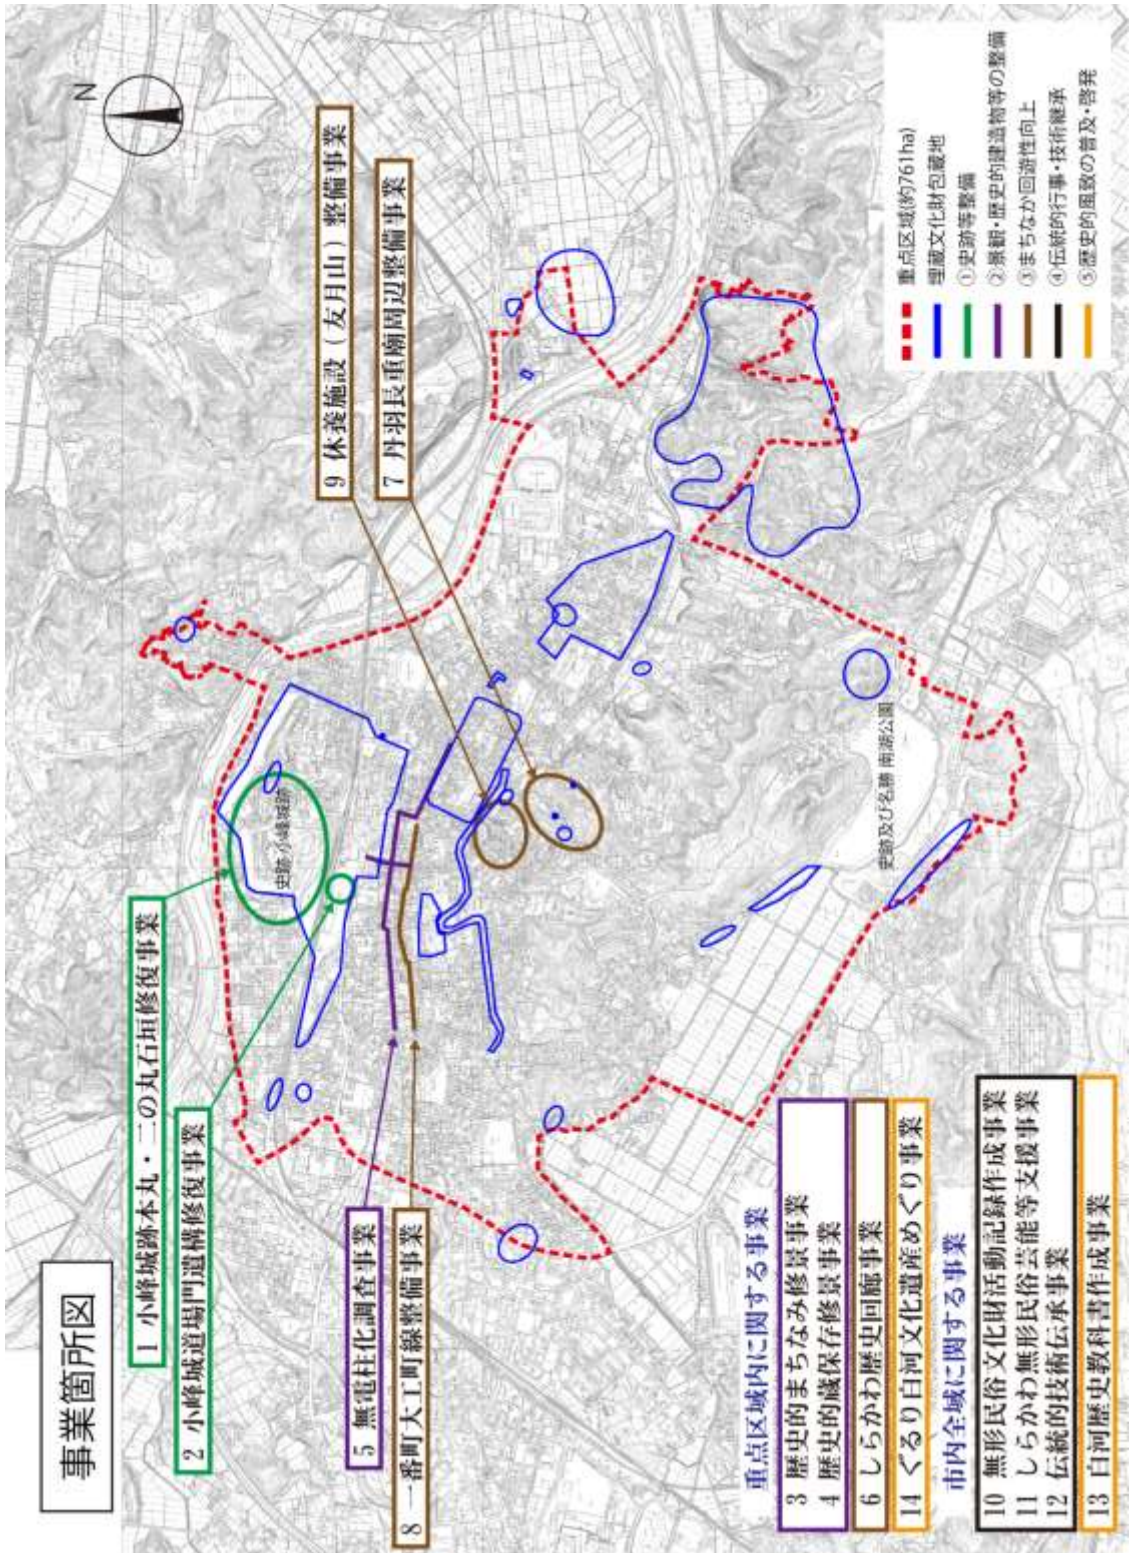 事業箇所図
N
1 小峰城跡本丸・二の丸石垣修復事業
2 小峰城道場門遺構修復事業
5 無電柱化調査事業
8 一番町大工町線整備事業
9 休養施設(友月山)整備事業
7 丹羽長重廟周辺整備事業
史跡 小峰城跡
史跡及び名勝 南湖公園
重点区域内に関する事業
3 歴史的まちなみ修景事業
4 歴史的蔵保存修景事業
6 しらかわ歴史回廊事業
14 ぐるり白河文化遺産めぐり事業
市内全域に関する事業
10 無形民俗文化財活動記録作成事業
11 しらかわ無形民俗芸能等支援事業
12 伝統的技術伝承事業
13 白河歴史教科書作成事業
重点区域(約761ha)
埋蔵文化財包蔵地
①史跡等整備
②景観・歴史的建造物等の整備
③まちなか回遊性向上
④伝統的行事・技術継承
⑤歴史的風致の普及・啓発